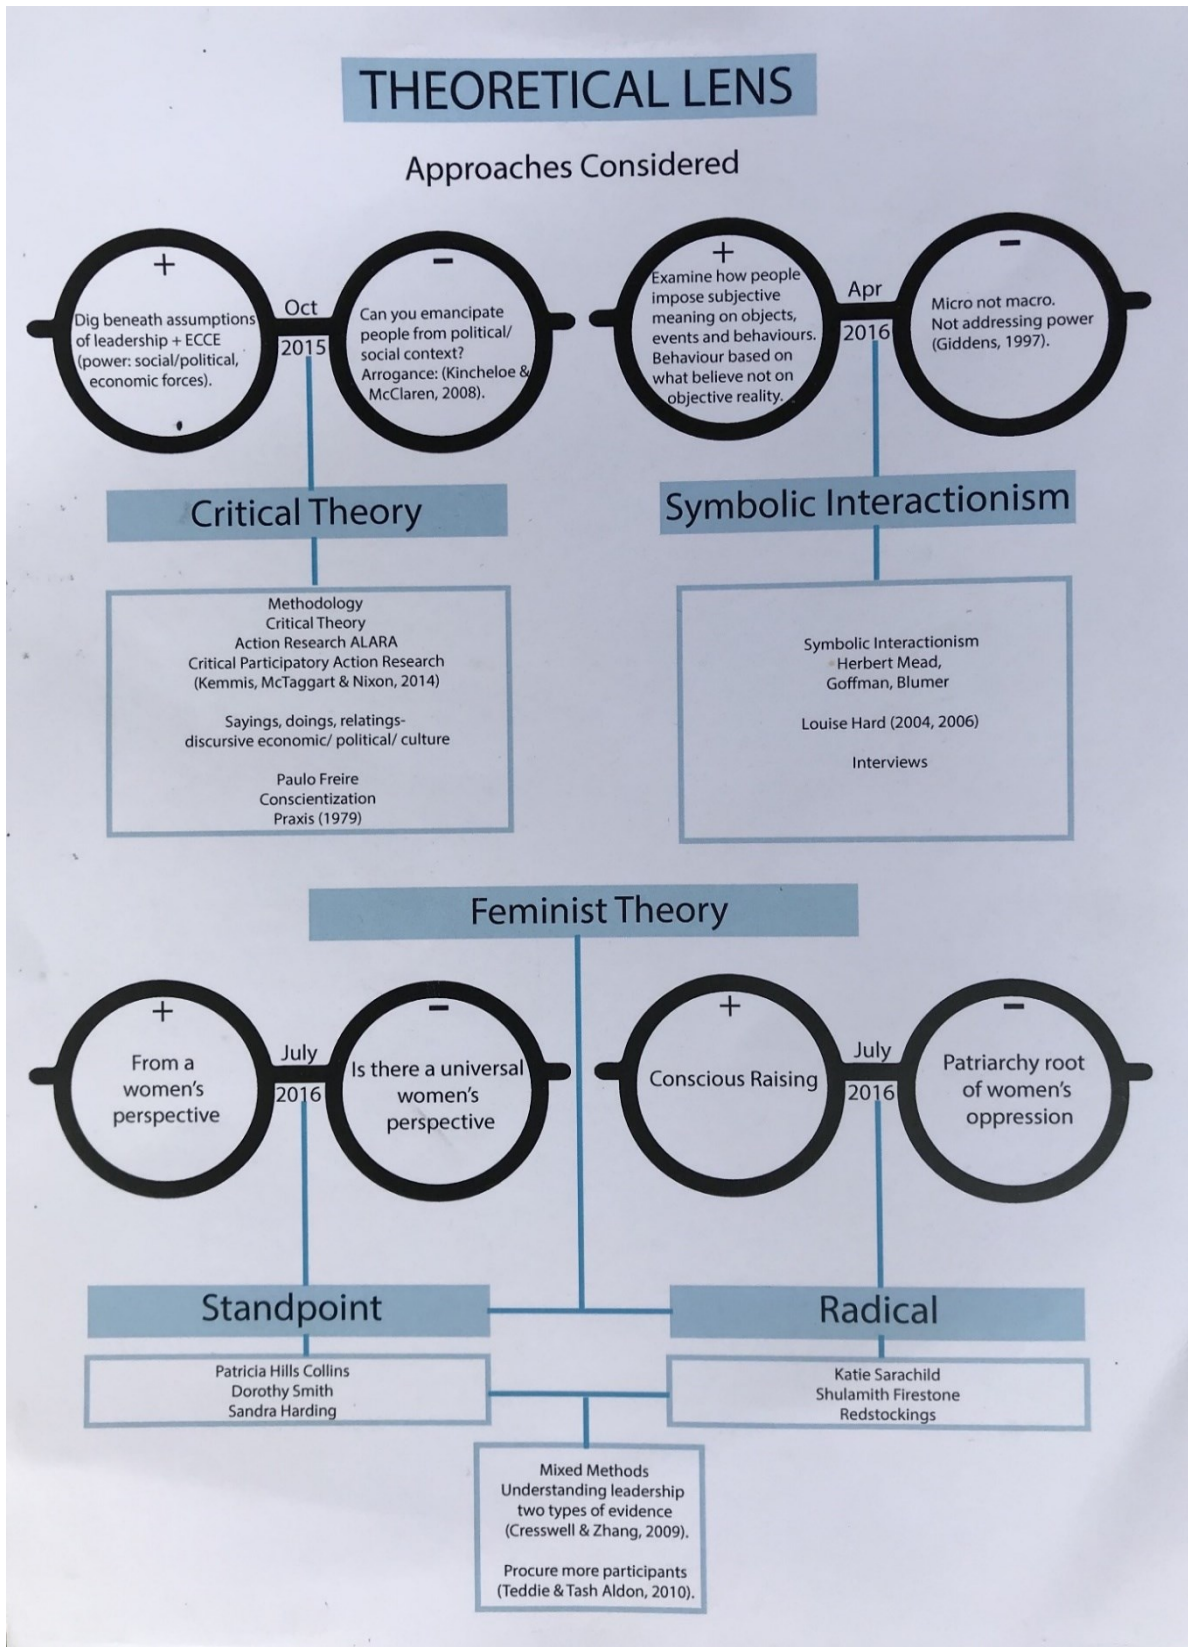 THEORETICAL LENS
Approaches Considered
+
Dig beneath assumptions
of leadership + ECCE
(power: social/political,
economic forces).
Oct
2015
–
Can you emancipate
people from political/
social context?
Arrogance: (Kincheloe &
McClaren, 2008).
+
Examine how people
impose subjective
meaning on objects,
events and behaviours.
Behaviour based on
what believe not on
objective reality.
Apr
2016
–
Micro not macro.
Not addressing power
(Giddens, 1997).
Critical Theory
Methodology
Critical Theory
Action Research ALARA
Critical Participatory Action Research
(Kemmis, McTaggart & Nixon, 2014)
Sayings, doings, relatings-
discursive economic/ political/ culture
Paulo Freire
Conscientization
Praxis (1979)
Symbolic Interactionism
Symbolic Interactionism
Herbert Mead,
Goffman, Blumer
Louise Hard (2004, 2006)
Interviews
Feminist Theory
+
From a
women's
perspective
July
2016
–
Is there a universal
women's
perspective
+
Conscious Raising
July
2016
–
Patriarchy root
of women's
oppression
Standpoint
Patricia Hills Collins
Dorothy Smith
Sandra Harding
Radical
Katie Sarachild
Shulamith Firestone
Redstockings
Mixed Methods
Understanding leadership
two types of evidence
(Cresswell & Zhang, 2009).
Procure more participants
(Teddie & Tash Aldon, 2010).